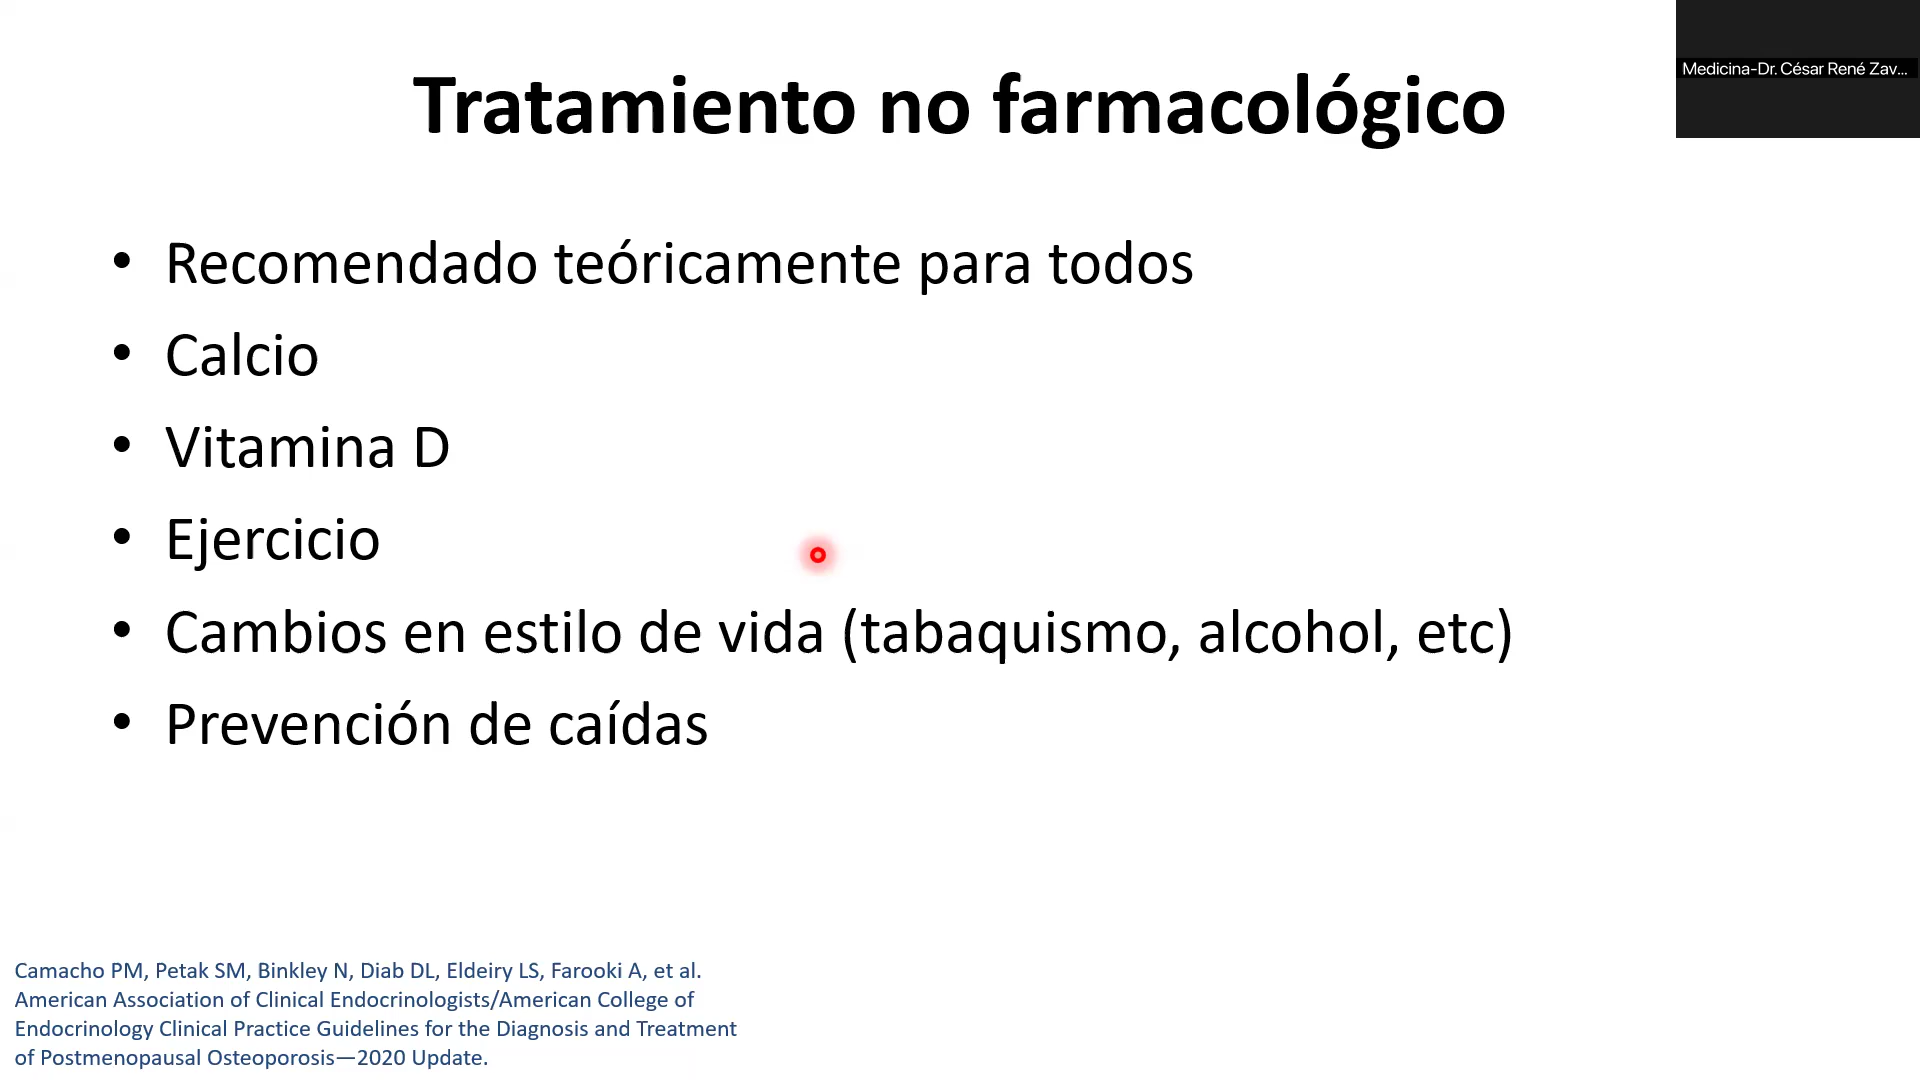 Medicina-Dr. César René Zav...
Tratamiento no farmacológico
• Recomendado teóricamente para todos
• Calcio
• Vitamina D
• Ejercicio
• Cambios en estilo de vida (tabaquismo, alcohol, etc)
• Prevención de caídas
Camacho PM, Petak SM, Binkley N, Diab DL, Eldeiry LS, Farooki A, et al.
American Association of Clinical Endocrinologists/American College of
Endocrinology Clinical Practice Guidelines for the Diagnosis and Treatment
of Postmenopausal Osteoporosis—2020 Update.